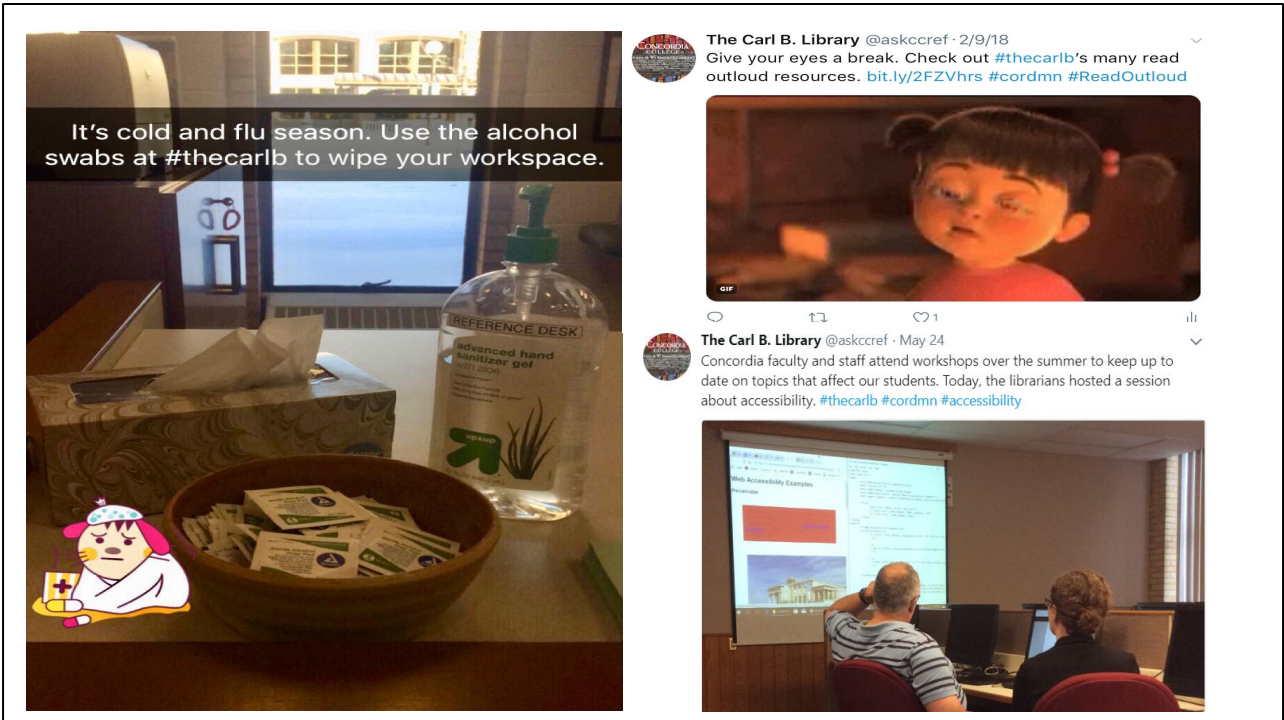 It's cold and flu season. Use the alcohol
swabs at #thecarlb to wipe your workspace.
REFERENCE DESK
advanced hand
sanitizer gel
with aloe
up&up
The Carl B. Library @askccref · 2/9/18
Give your eyes a break. Check out #thecarlb's many read
outloud resources. bit.ly/2FZVhrs #cordmn #ReadOutloud
CONCORDIA
COLLEGE
GIF
1
The Carl B. Library @askccref · May 24
Concordia faculty and staff attend workshops over the summer to keep up to
date on topics that affect our students. Today, the librarians hosted a session
about accessibility. #thecarlb #cordmn #accessibility
CONCORDIA
COLLEGE
Web Accessibility Examples
Perceivable